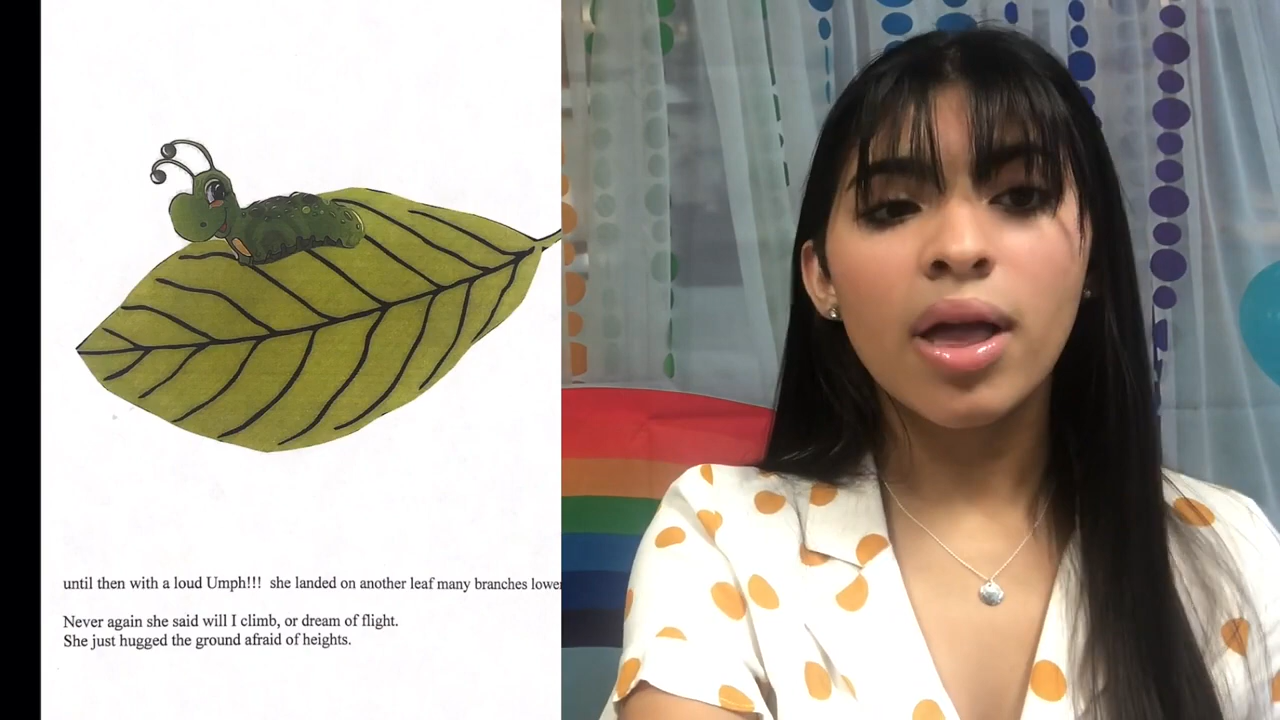 until then with a loud Umph!!! she landed on another leaf many branches lower
Never again she said will I climb, or dream of flight.
She just hugged the ground afraid of heights.